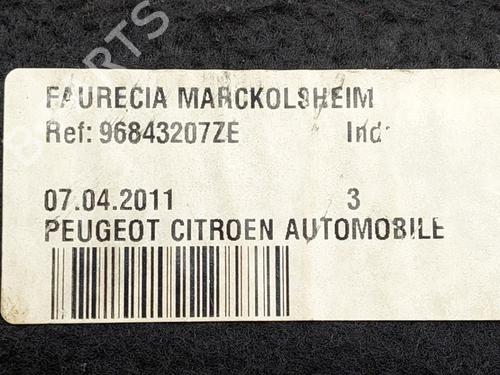 FAURECIA MARCKOLSHEIM
Ref: 96843207ZE Ind:
07.04.2011 3
PEUGEOT CITROEN AUTOMOBILE